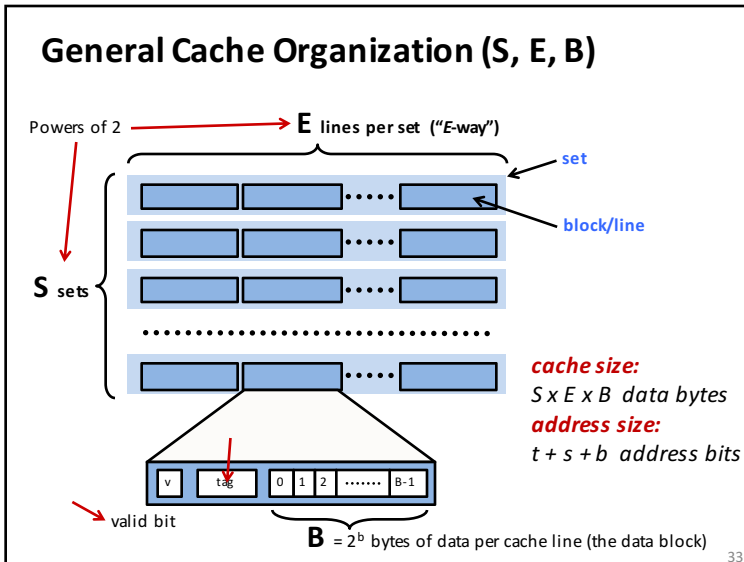 General Cache Organization (S, E, B)
Powers of 2
E lines per set ("E-way")
set
block/line
S sets
cache size:
S x E x B data bytes
address size:
t + s + b address bits
v tag 0 1 2 ······· B-1
valid bit
B = 2ᵇ bytes of data per cache line (the data block)
33